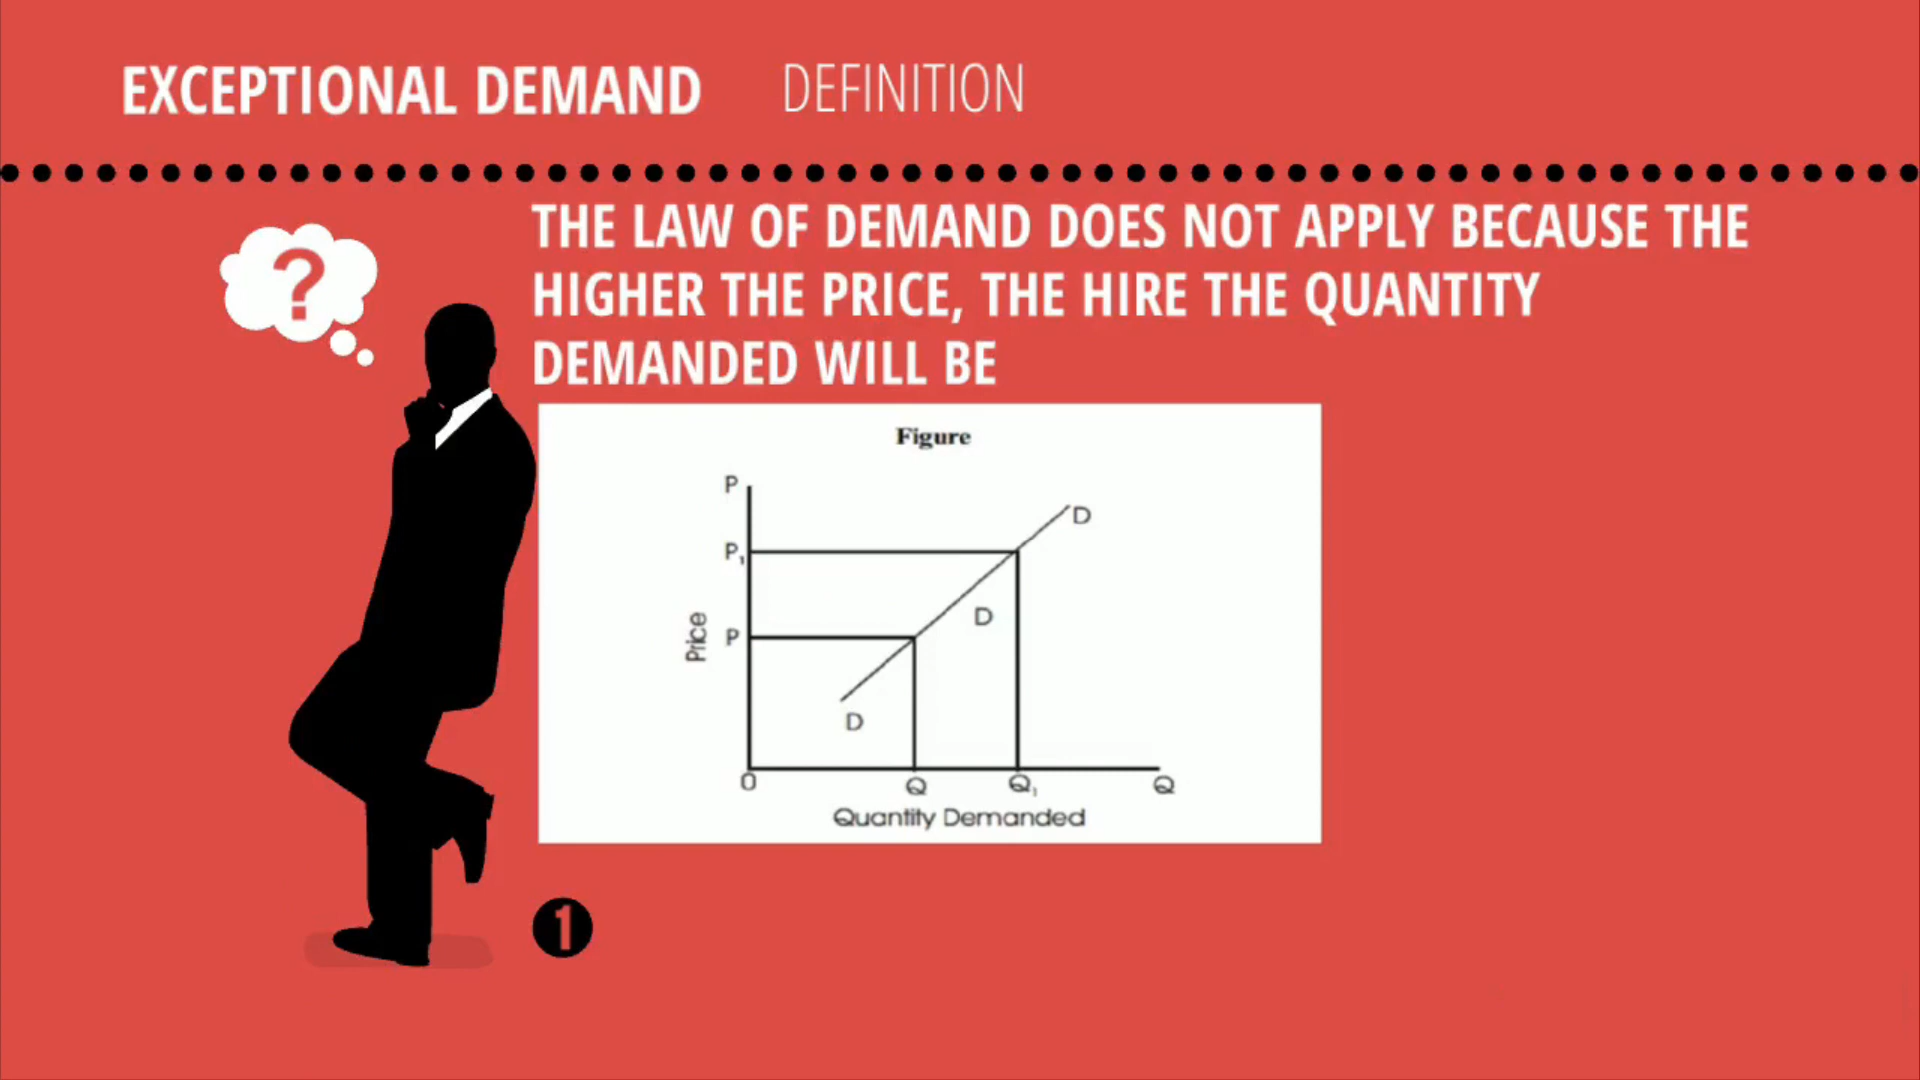 EXCEPTIONAL DEMAND DEFINITION
THE LAW OF DEMAND DOES NOT APPLY BECAUSE THE
HIGHER THE PRICE, THE HIRE THE QUANTITY
DEMANDED WILL BE
?
Figure
P
D
P₁
D
Price
P
D
O Q Q₁ Q
Quantity Demanded
1